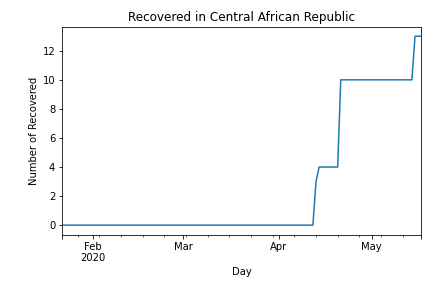 Recovered in Central African Republic
Number of Recovered
12
10
8
6
4
2
0
Feb
2020
Mar
Apr
May
Day